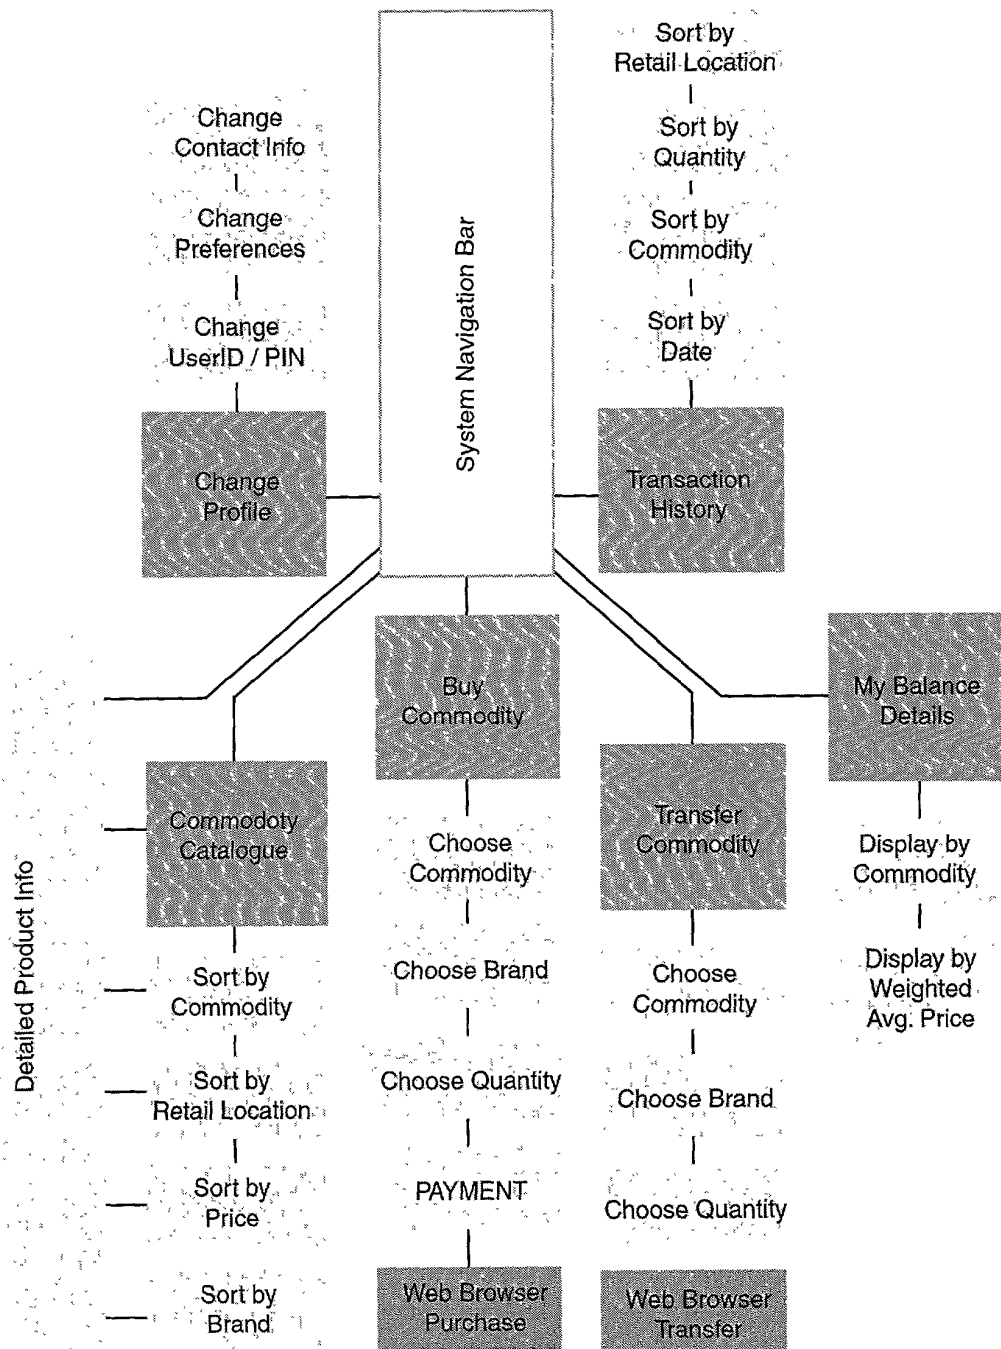 Sort by
Retail Location
Sort by
Quantity
Sort by
Commodity
Sort by
Date
Change
Contact Info
Change
Preferences
Change
UserID / PIN
System Navigation Bar
Change
Profile
Transaction
History
Buy
Commodity
My Balance
Details
Commodoty
Catalogue
Transfer
Commodity
Detailed Product Info
Sort by
Commodity
Sort by
Retail Location
Sort by
Price
Sort by
Brand
Choose
Commodity
Choose Brand
Choose Quantity
PAYMENT
Web Browser
Purchase
Choose
Commodity
Choose Brand
Choose Quantity
Web Browser
Transfer
Display by
Commodity
Display by
Weighted
Avg. Price